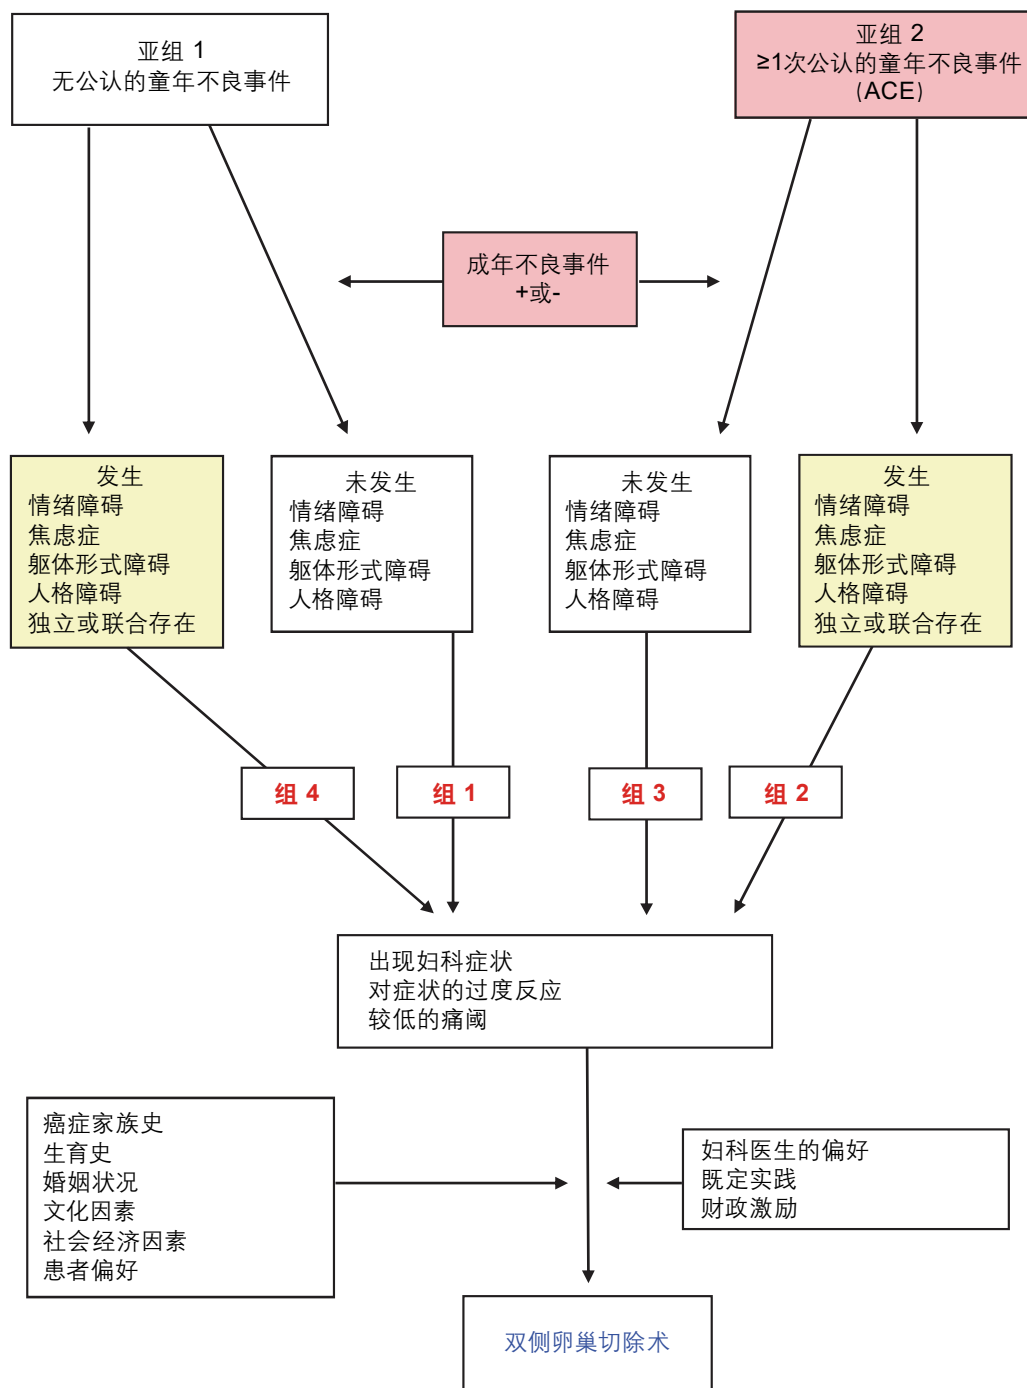 亚组 1
无公认的童年不良事件
亚组 2
≥1次公认的童年不良事件
(ACE)
成年不良事件
+或-
发生
情绪障碍
焦虑症
躯体形式障碍
人格障碍
独立或联合存在
未发生
情绪障碍
焦虑症
躯体形式障碍
人格障碍
未发生
情绪障碍
焦虑症
躯体形式障碍
人格障碍
发生
情绪障碍
焦虑症
躯体形式障碍
人格障碍
独立或联合存在
组 4
组 1
组 3
组 2
出现妇科症状
对症状的过度反应
较低的痛阈
癌症家族史
生育史
婚姻状况
文化因素
社会经济因素
患者偏好
妇科医生的偏好
既定实践
财政激励
双侧卵巢切除术